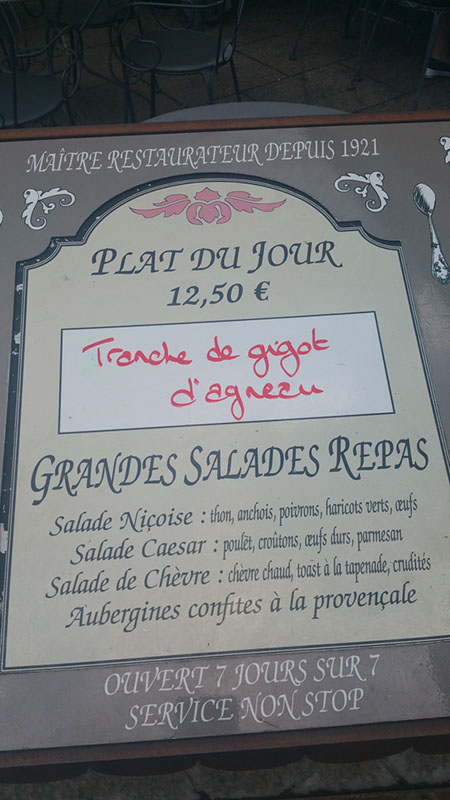 MAÎTRE RESTAURATEUR DEPUIS 1921
PLAT DU JOUR
12,50 €
Tranche de gigot
d'agneau
GRANDES SALADES REPAS
Salade Niçoise : thon, anchois, poivrons, haricots verts, œufs
Salade Caesar : poulet, croûtons, œufs durs, parmesan
Salade de Chèvre : chèvre chaud, toast à la tapenade, crudités
Aubergines confites à la provençale
OUVERT 7 JOURS SUR 7
SERVICE NON STOP